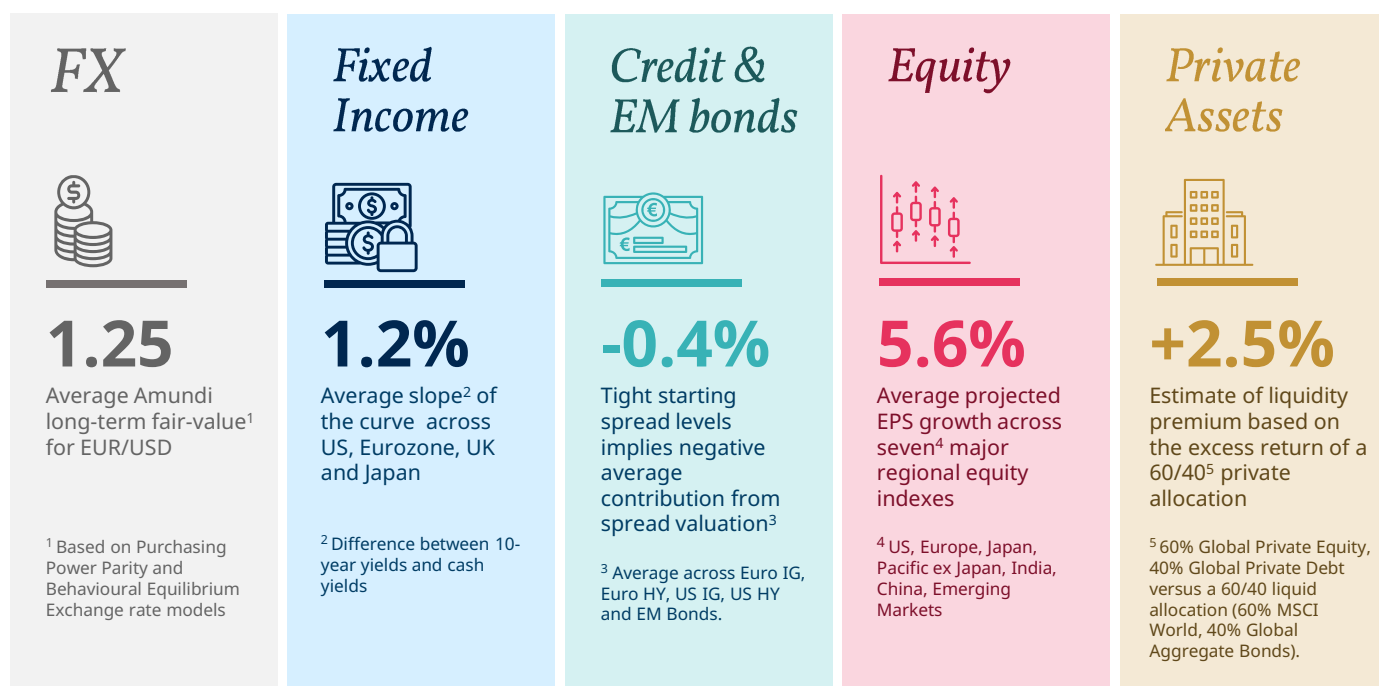 FX
1.25
Average Amundi
long-term fair-value¹
for EUR/USD
¹ Based on Purchasing
Power Parity and
Behavioural Equilibrium
Exchange rate models
Fixed
Income
1.2%
Average slope² of
the curve across
US, Eurozone, UK
and Japan
² Difference between 10-
year yields and cash
yields
Credit &
EM bonds
-0.4%
Tight starting
spread levels
implies negative
average
contribution from
spread valuation³
³ Average across Euro IG,
Euro HY, US IG, US HY
and EM Bonds.
Equity
5.6%
Average projected
EPS growth across
seven⁴ major
regional equity
indexes
⁴ US, Europe, Japan,
Pacific ex Japan, India,
China, Emerging
Markets
Private
Assets
+2.5%
Estimate of liquidity
premium based on
the excess return of a
60/40⁵ private
allocation
⁵ 60% Global Private Equity,
40% Global Private Debt
versus a 60/40 liquid
allocation (60% MSCI
World, 40% Global
Aggregate Bonds).